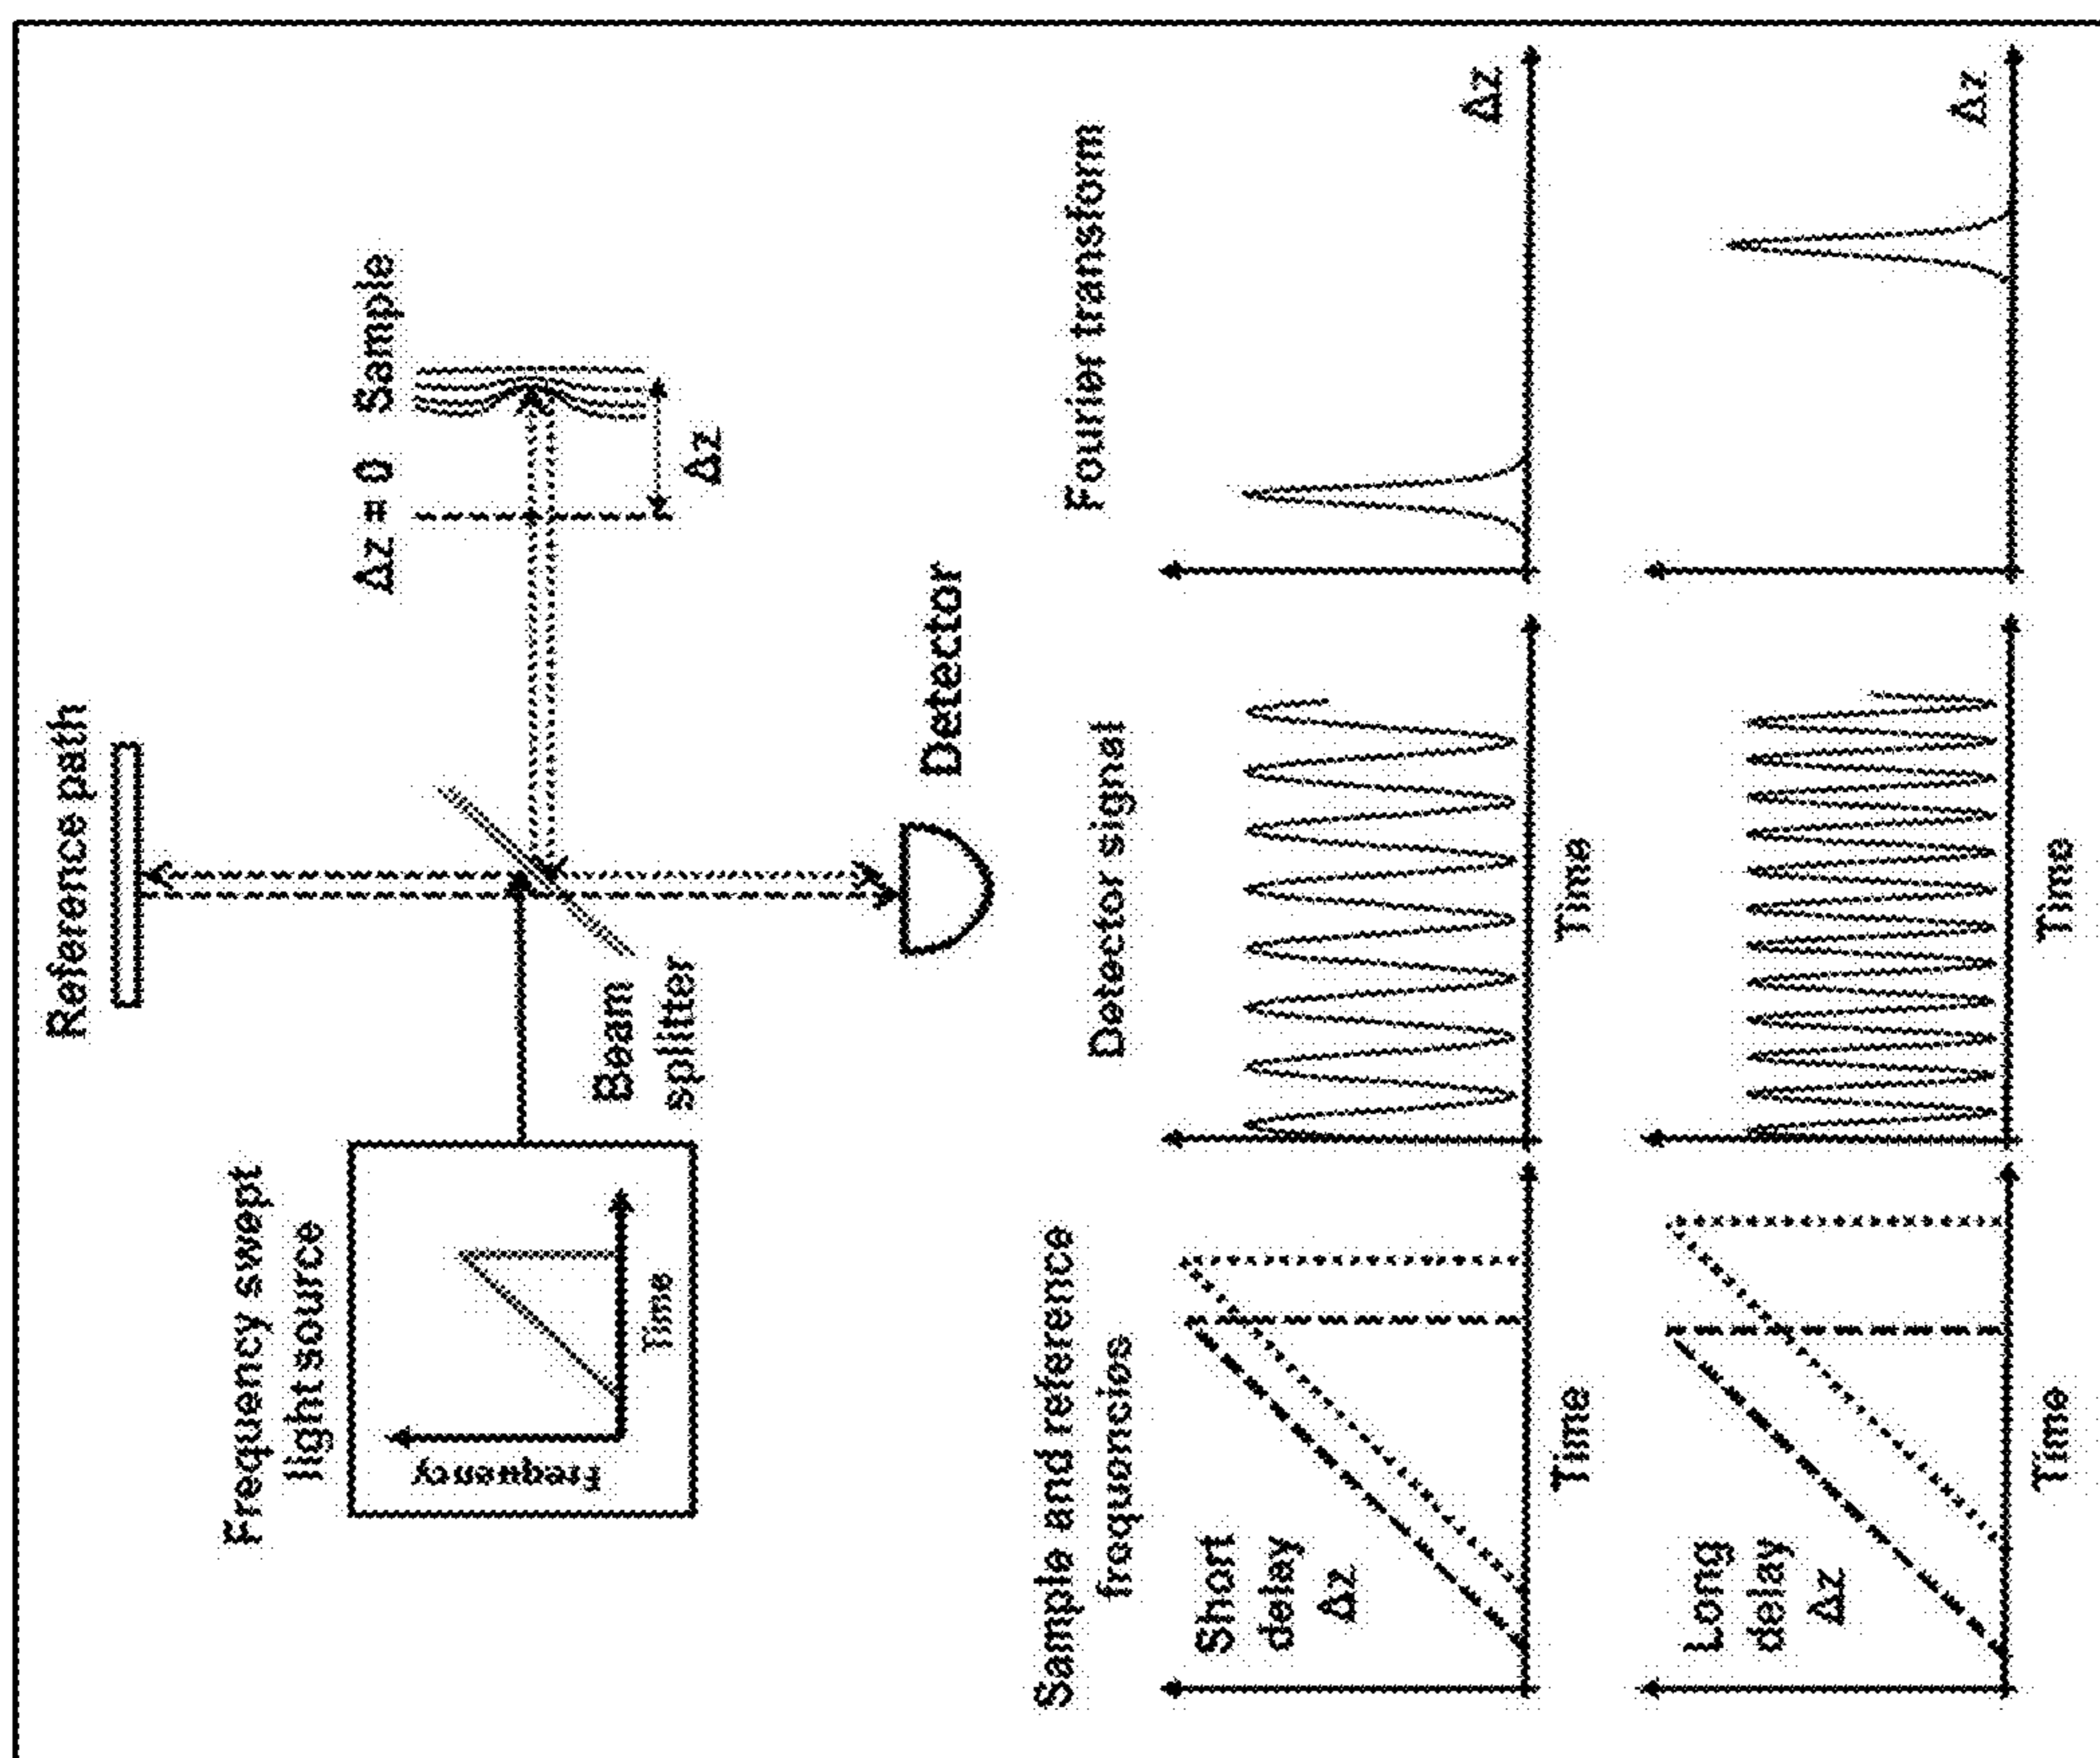 Reference path
Frequency swept
light source
Frequency
Time
Beam
splitter
Δz = 0
Sample
Δz
Detector
Sample and reference
frequencies
Detector signal
Fourier transform
Short
delay
Δz
Time
Time
Δz
Long
delay
Δz
Time
Time
Δz